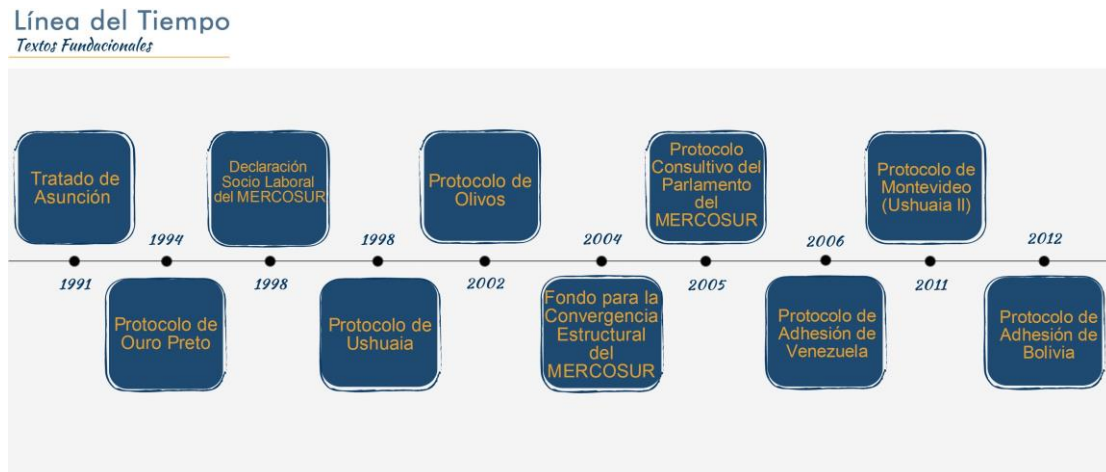 Línea del Tiempo
Textos Fundacionales
Tratado de
Asunción
1991
1994
Protocolo de
Ouro Preto
Declaración
Socio Laboral
del MERCOSUR
1998
1998
Protocolo de
Ushuaia
Protocolo de
Olivos
2002
2004
Fondo para la
Convergencia
Estructural
del
MERCOSUR
Protocolo
Consultivo del
Parlamento
del
MERCOSUR
2005
2006
Protocolo de
Adhesión de
Venezuela
Protocolo de
Montevideo
(Ushuaia II)
2011
2012
Protocolo de
Adhesión de
Bolivia